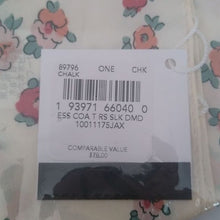 89796 ONE CHK
CHALK
1 93971 66040 0
ESS COA T RS SLK DMD
10011175JAX
COMPARABLE VALUE
$78.00